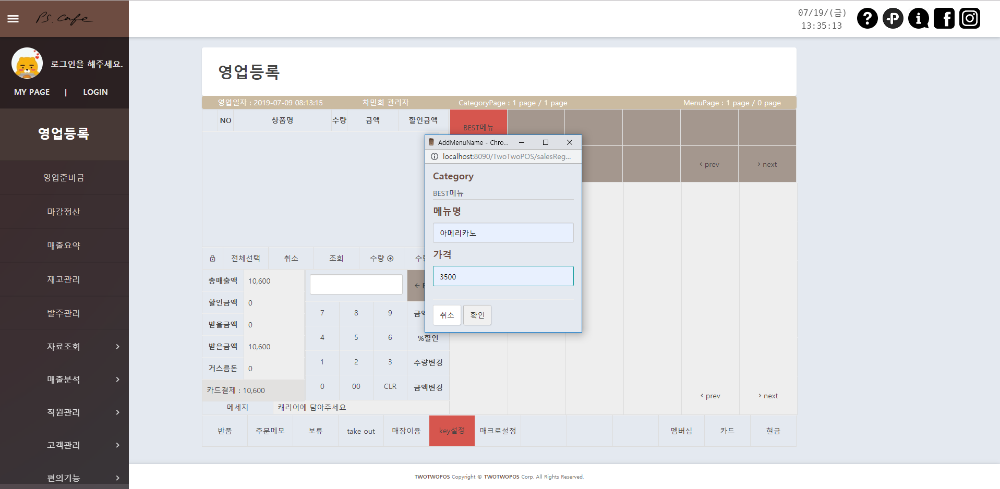 P.S. Cafe
07/19/(금)
13:35:13
로그인을 해주세요.
MY PAGE | LOGIN
영업등록
영업준비금
마감정산
매출요약
재고관리
발주관리
자료조회
매출분석
직원관리
고객관리
편의기능
영업등록
영업일자 : 2019-07-09 08:13:15 차민희 관리자 CategoryPage : 1 page / 1 page MenuPage : 1 page / 0 page
NO 상품명 수량 금액 할인금액
BEST메뉴
prev next
AddMenuName - Chro...
localhost:8090/TwoTwoPOS/salesReg...
Category
BEST메뉴
메뉴명
아메리카노
가격
3500
취소 확인
전체선택 취소 조회 수량
총매출액 10,600
할인금액 0
받을금액 0
받은금액 10,600
거스름돈 0
카드결제 : 10,600
7 8 9
4 5 6 %할인
1 2 3 수량변경
0 00 CLR 금액변경
메세지 캐리어에 담아주세요
prev next
반품 주문메모 보류 take out 매장이용 key설정 매크로설정 멤버십 카드 현금
TWOTWOPOS Copyright © TWOTWOPOS Corp. All Rights Reserved.